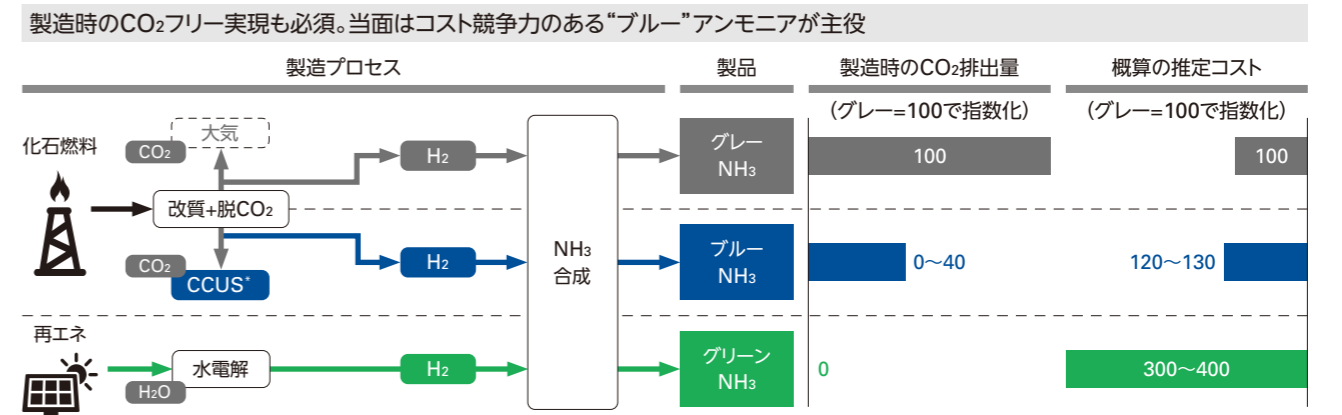 製造時のCO₂フリー実現も必須。当面はコスト競争力のある“ブルー”アンモニアが主役
製造プロセス
製品
製造時のCO₂排出量
概算の推定コスト
(グレー=100で指数化)
(グレー=100で指数化)
化石燃料
CO₂
大気
H₂
グレー
NH₃
100
100
改質+脱CO₂
CO₂
CCUS*
H₂
NH₃
合成
ブルー
NH₃
0〜40
120〜130
再エネ
水電解
H₂O
H₂
グリーン
NH₃
0
300〜400